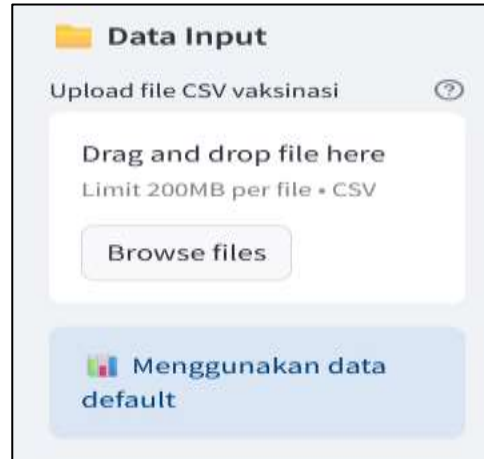 Data Input
Upload file CSV vaksinasi
Drag and drop file here
Limit 200MB per file • CSV
Browse files
Menggunakan data
default